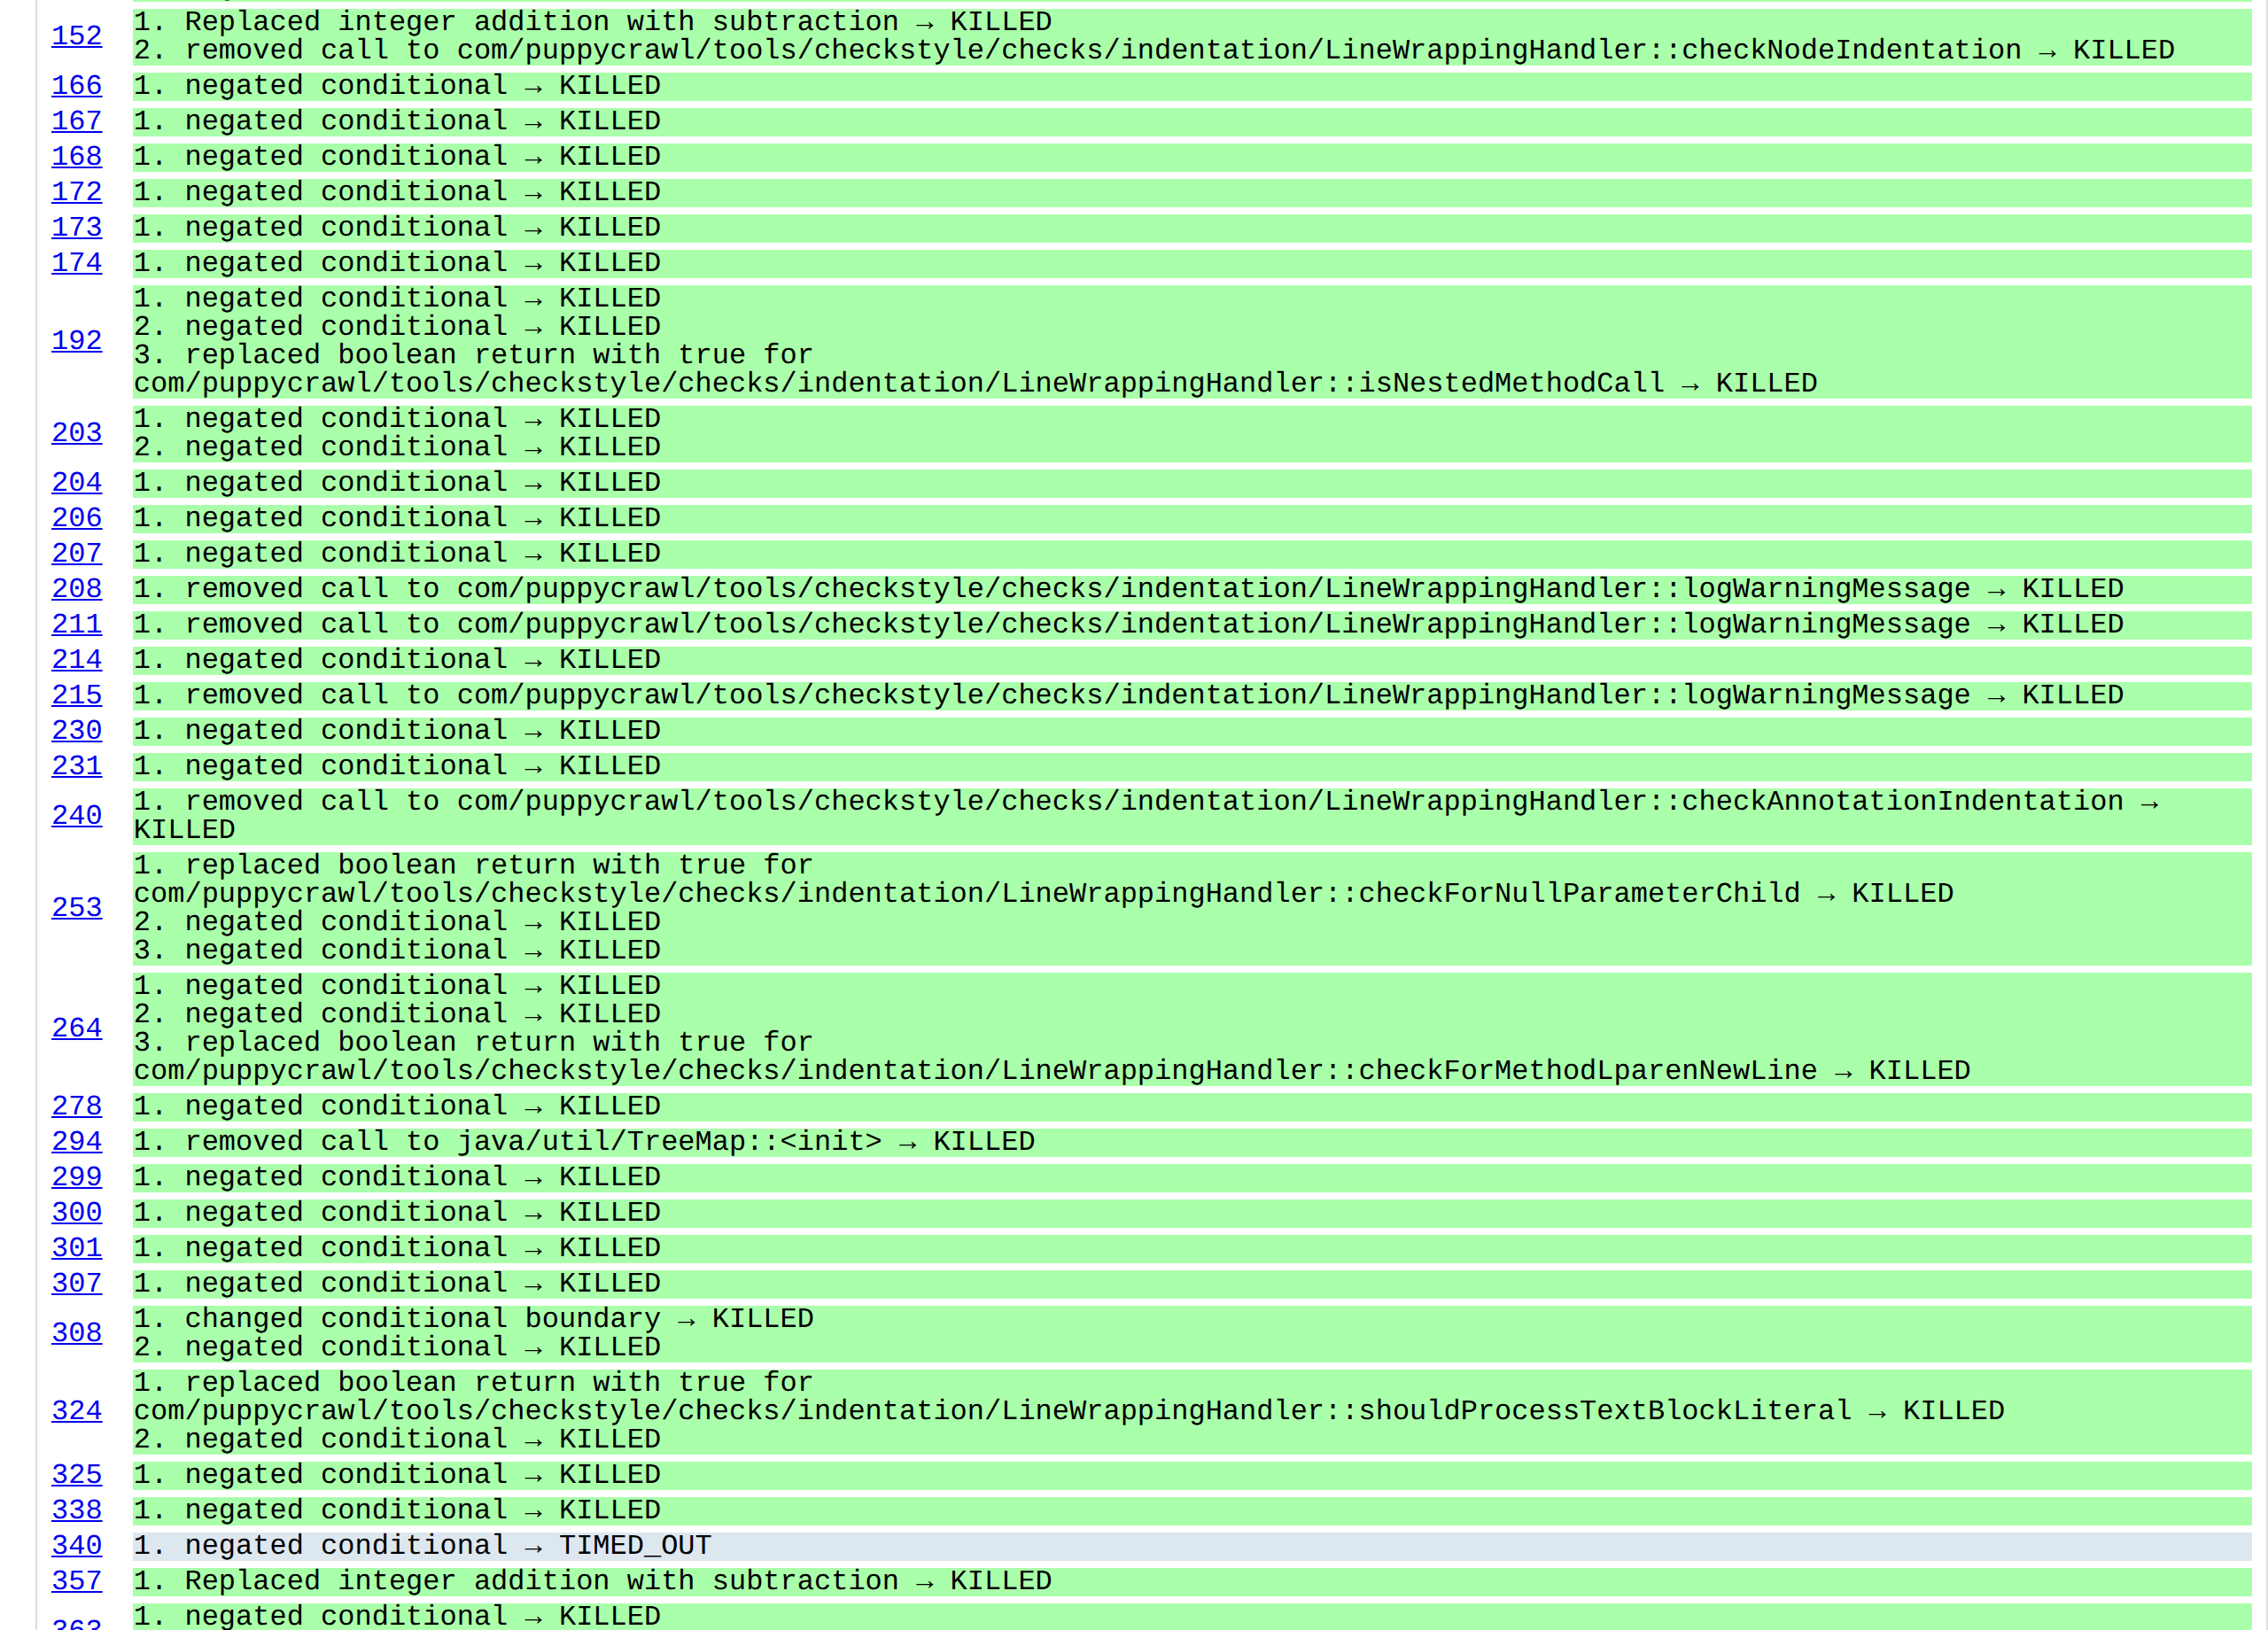 1. Replaced integer addition with subtraction → KILLED
152
2. removed call to com/puppycrawl/tools/checkstyle/checks/indentation/LineWrappingHandler::checkNodeIndentation → KILLED
166 1. negated conditional → KILLED
167 1. negated conditional → KILLED
168 1. negated conditional → KILLED
172 1. negated conditional → KILLED
173 1. negated conditional → KILLED
174 1. negated conditional → KILLED
1. negated conditional → KILLED
2. negated conditional → KILLED
192
3. replaced boolean return with true for
com/puppycrawl/tools/checkstyle/checks/indentation/LineWrappingHandler::isNestedMethodCall → KILLED
1. negated conditional → KILLED
203
2. negated conditional → KILLED
204 1. negated conditional → KILLED
206 1. negated conditional → KILLED
207 1. negated conditional → KILLED
208 1. removed call to com/puppycrawl/tools/checkstyle/checks/indentation/LineWrappingHandler::logWarningMessage → KILLED
211 1. removed call to com/puppycrawl/tools/checkstyle/checks/indentation/LineWrappingHandler::logWarningMessage → KILLED
214 1. negated conditional → KILLED
215 1. removed call to com/puppycrawl/tools/checkstyle/checks/indentation/LineWrappingHandler::logWarningMessage → KILLED
230 1. negated conditional → KILLED
231 1. negated conditional → KILLED
1. removed call to com/puppycrawl/tools/checkstyle/checks/indentation/LineWrappingHandler::checkAnnotationIndentation →
240
KILLED
1. replaced boolean return with true for
com/puppycrawl/tools/checkstyle/checks/indentation/LineWrappingHandler::checkForNullParameterChild → KILLED
253
2. negated conditional → KILLED
3. negated conditional → KILLED
1. negated conditional → KILLED
2. negated conditional → KILLED
264
3. replaced boolean return with true for
com/puppycrawl/tools/checkstyle/checks/indentation/LineWrappingHandler::checkForMethodLparenNewLine → KILLED
278 1. negated conditional → KILLED
294 1. removed call to java/util/TreeMap::<init> → KILLED
299 1. negated conditional → KILLED
300 1. negated conditional → KILLED
301 1. negated conditional → KILLED
307 1. negated conditional → KILLED
1. changed conditional boundary → KILLED
308
2. negated conditional → KILLED
1. replaced boolean return with true for
324 com/puppycrawl/tools/checkstyle/checks/indentation/LineWrappingHandler::shouldProcessTextBlockLiteral → KILLED
2. negated conditional → KILLED
325 1. negated conditional → KILLED
338 1. negated conditional → KILLED
340 1. negated conditional → TIMED_OUT
357 1. Replaced integer addition with subtraction → KILLED
1. negated conditional → KILLED